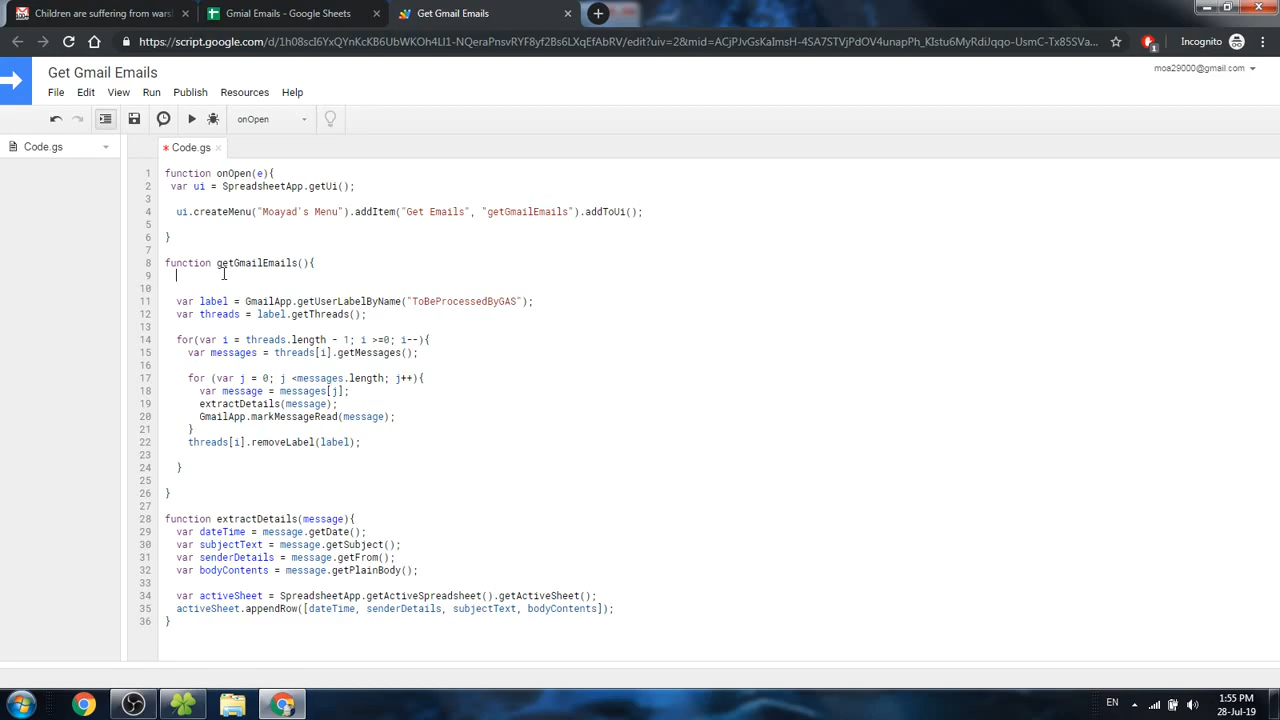 Children are suffering from wars
Gmial Emails - Google Sheets
Get Gmail Emails
https://script.google.com/d/1h08scI6YxQYnKcKB6UbWKOh4LI1-NQeraPnsvRYF8yf2Bs6LXqEfAbRV/edit?uiv=2&mid=ACjPJvGsKaImsH-4SA7STVjPdOV4unapPh_KIstu6MyRdiJqqo-UsmC-Tx85SVa...
1
Incognito
Get Gmail Emails
moa29000@gmail.com
File Edit View Run Publish Resources Help
onOpen
Code.gs
* Code.gs
1 function onOpen(e){
2 var ui = SpreadsheetApp.getUi();
3
4 ui.createMenu("Moayad's Menu").addItem("Get Emails", "getGmailEmails").addToUi();
5
6 }
7
8 function getGmailEmails(){
9
10
11 var label = GmailApp.getUserLabelByName("ToBeProcessedByGAS");
12 var threads = label.getThreads();
13
14 for(var i = threads.length - 1; i >=0; i--){
15 var messages = threads[i].getMessages();
16
17 for (var j = 0; j <messages.length; j++){
18 var message = messages[j];
19 extractDetails(message);
20 GmailApp.markMessageRead(message);
21 }
22 threads[i].removeLabel(label);
23
24 }
25
26 }
27
28 function extractDetails(message){
29 var dateTime = message.getDate();
30 var subjectText = message.getSubject();
31 var senderDetails = message.getFrom();
32 var bodyContents = message.getPlainBody();
33
34 var activeSheet = SpreadsheetApp.getActiveSpreadsheet().getActiveSheet();
35 activeSheet.appendRow([dateTime, senderDetails, subjectText, bodyContents]);
36 }
EN
1:55 PM
28-Jul-19